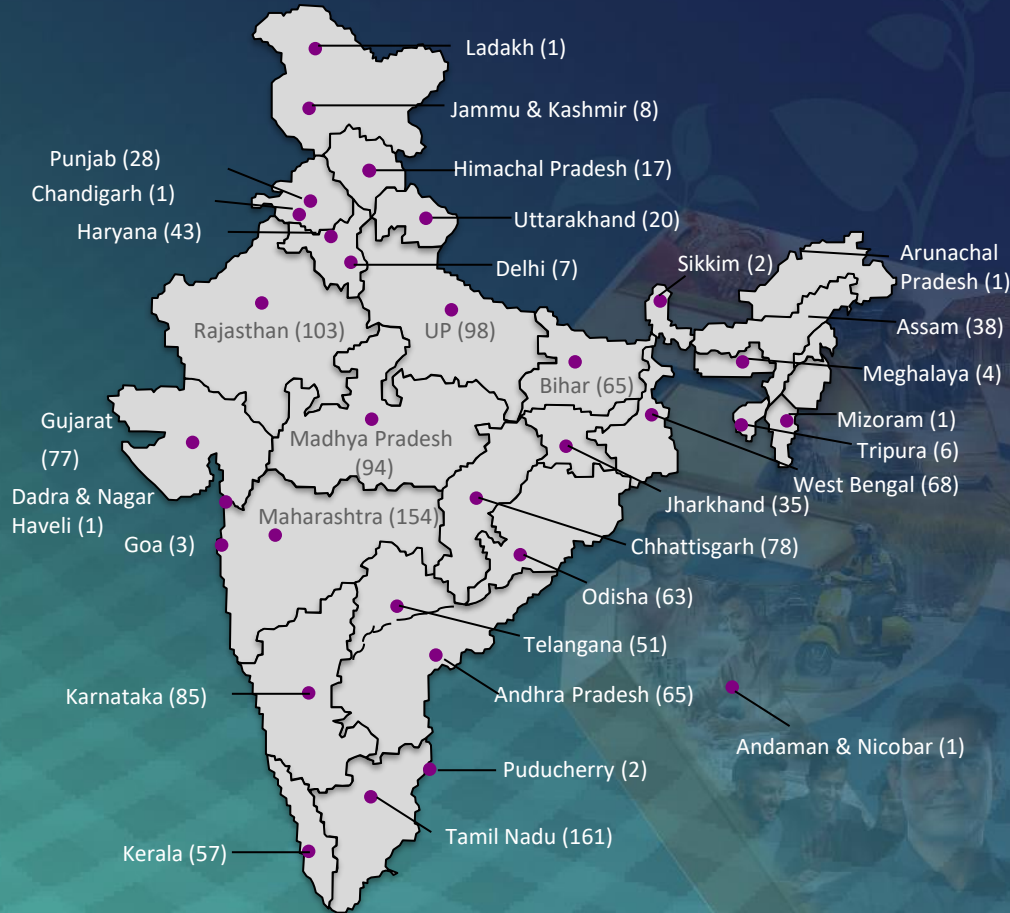 Ladakh (1)
Jammu & Kashmir (8)
Punjab (28)
Himachal Pradesh (17)
Chandigarh (1)
Uttarakhand (20)
Haryana (43)
Delhi (7)
Sikkim (2)
Arunachal
Pradesh (1)
Rajasthan (103)
UP (98)
Assam (38)
Bihar (65)
Meghalaya (4)
Gujarat
(77)
Madhya Pradesh
(94)
Mizoram (1)
Tripura (6)
West Bengal (68)
Dadra & Nagar
Haveli (1)
Jharkhand (35)
Maharashtra (154)
Goa (3)
Chhattisgarh (78)
Odisha (63)
Telangana (51)
Karnataka (85)
Andhra Pradesh (65)
Andaman & Nicobar (1)
Puducherry (2)
Tamil Nadu (161)
Kerala (57)